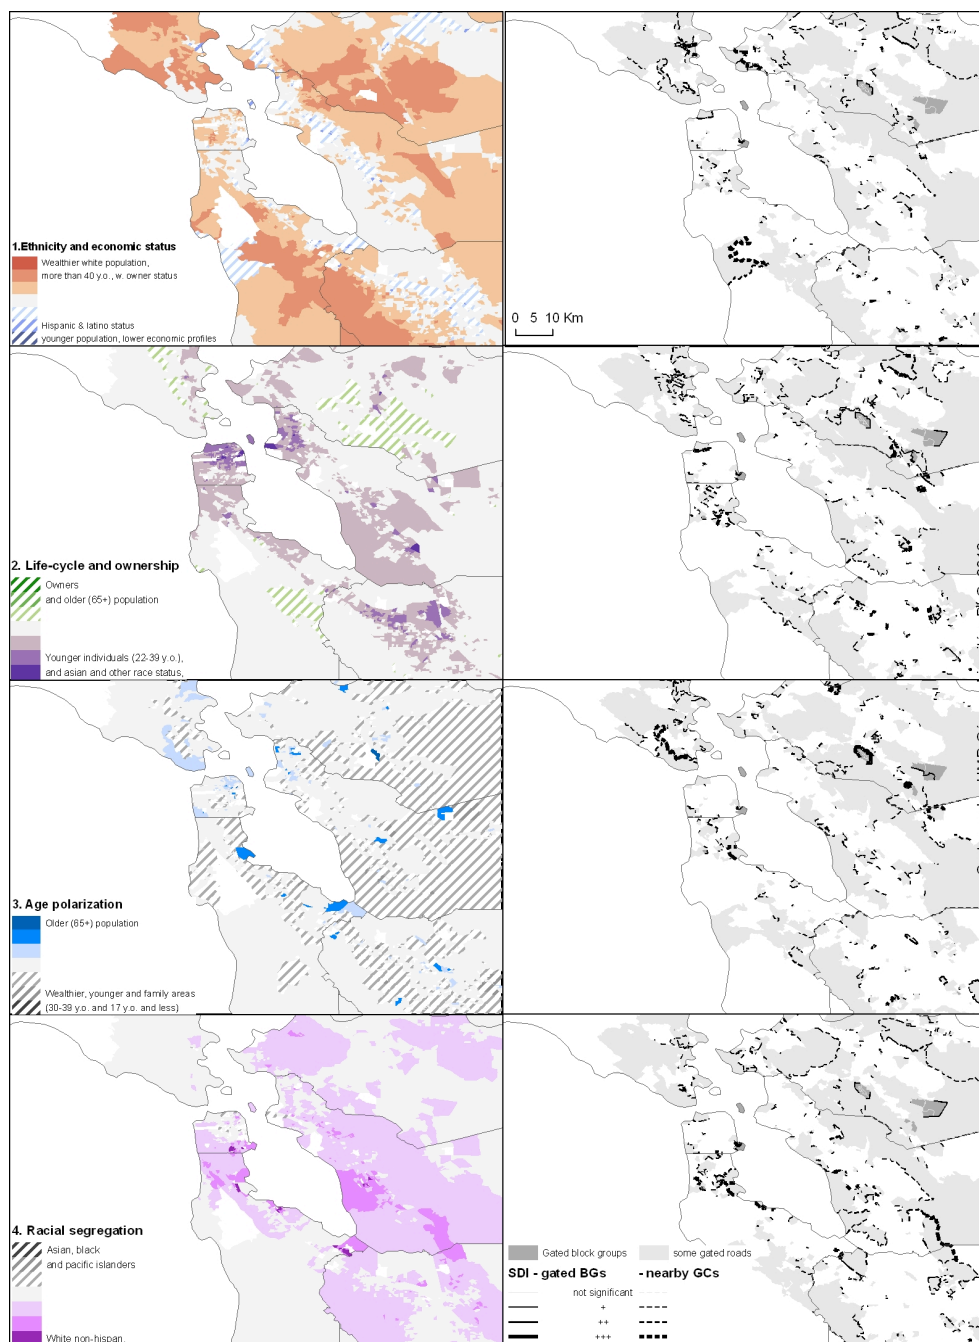 1.Ethnicity and economic status
Wealthier white population,
more than 40 y.o., w. owner status
Hispanic & latino status
younger population, lower economic profiles
0 5 10 Km
2. Life-cycle and ownership
Owners
and older (65+) population
Younger individuals (22-39 y.o.),
and asian and other race status,
3. Age polarization
Older (65+) population
Wealthier, younger and family areas
(30-39 y.o. and 17 y.o. and less)
4. Racial segregation
Asian, black
and pacific islanders
White non-hispan.
Gated block groups
some gated roads
SDI - gated BGs
- nearby GCs
not significant
+
++
+++